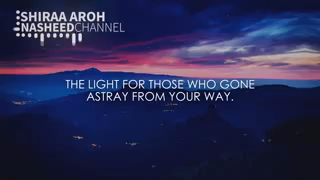 SHIRAA AROH
NASHEEDCHANNEL
THE LIGHT FOR THOSE WHO GONE
ASTRAY FROM YOUR WAY.